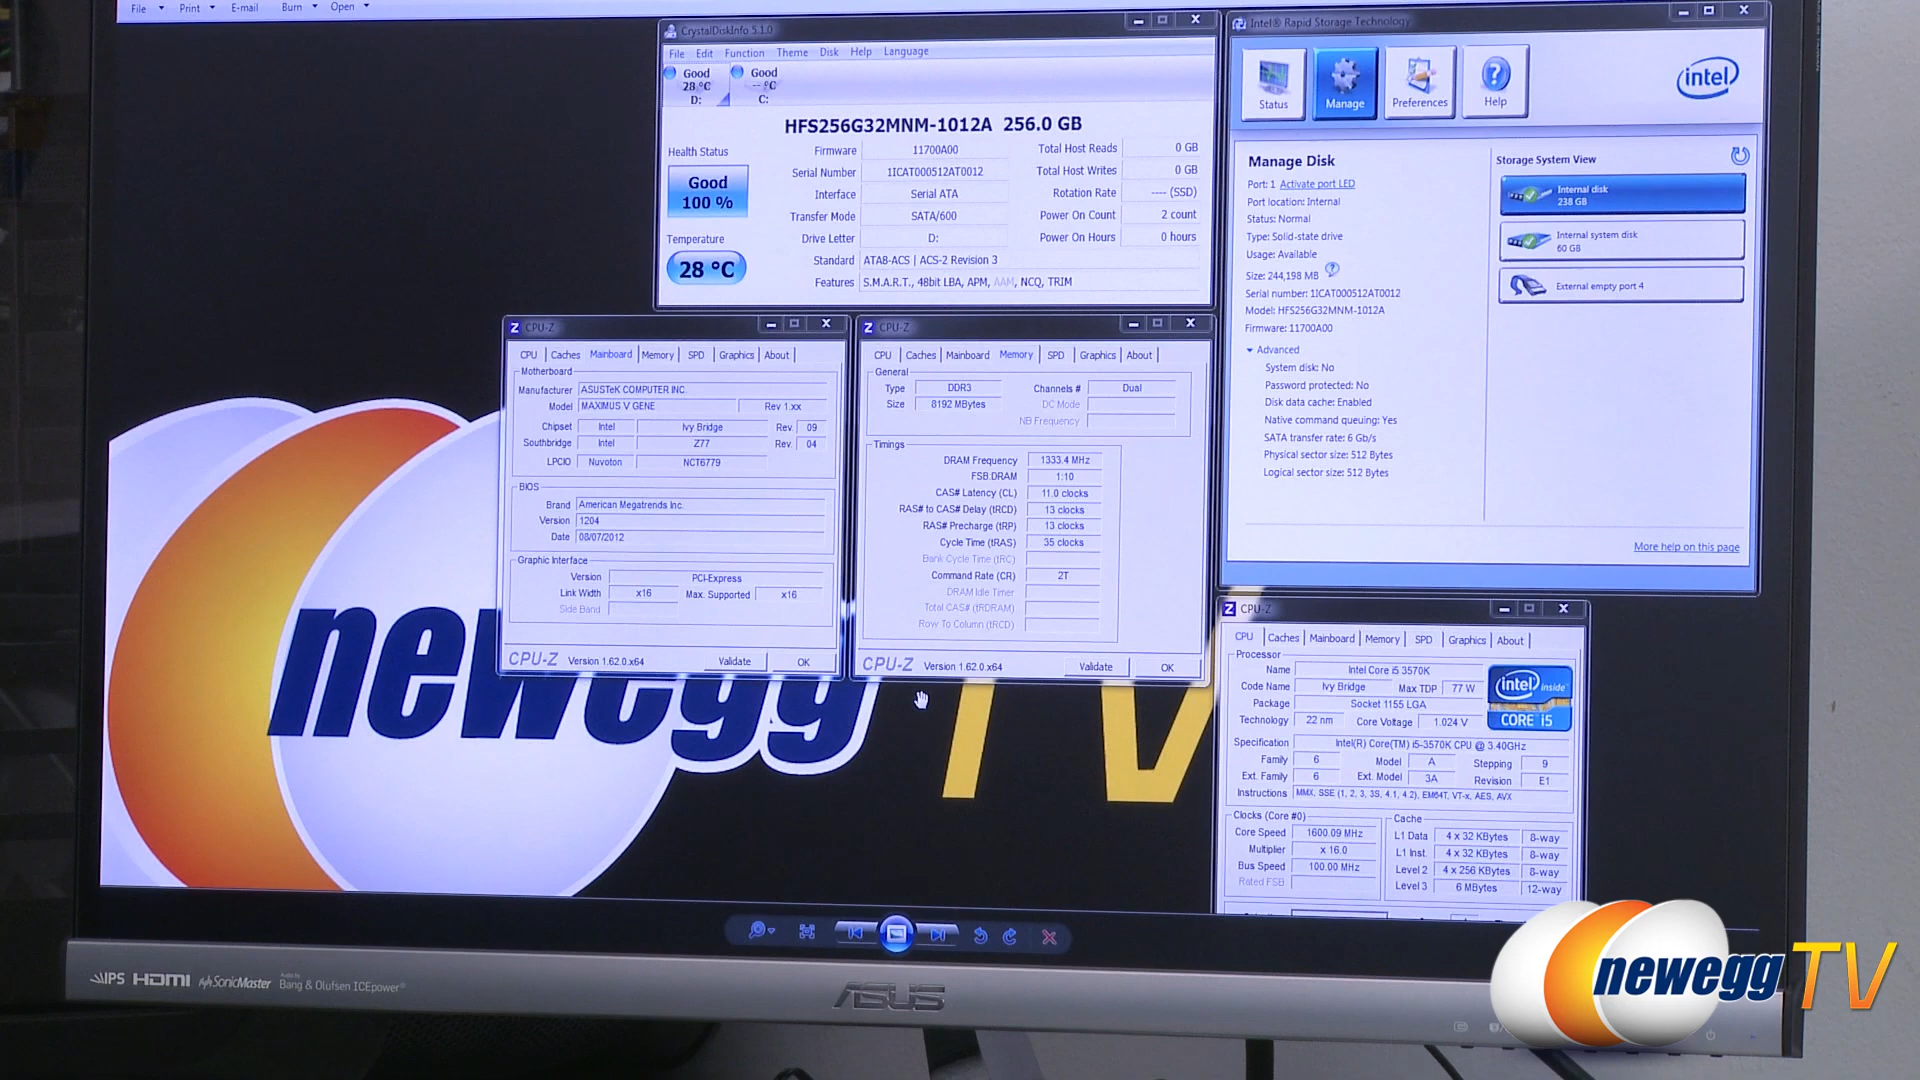 File Print E-mail Burn Open
CrystalDiskInfo 5.1.0
File Edit Function Theme Disk Help Language
Good Good
28 °C -- °C
D: C:
HFS256G32MNM-1012A 256.0 GB
Health Status
Good
100 %
Temperature
28 °C
Firmware 11700A00
Serial Number 1ICAT000512AT0012
Interface Serial ATA
Transfer Mode SATA/600
Drive Letter D:
Standard ATA8-ACS | ACS-2 Revision 3
Features S.M.A.R.T., 48bit LBA, APM, AAM, NCQ, TRIM
Total Host Reads 0 GB
Total Host Writes 0 GB
Rotation Rate ---- (SSD)
Power On Count 2 count
Power On Hours 0 hours
Intel® Rapid Storage Technology
Status Manage Preferences Help
intel
Manage Disk
Port: 1 Activate port LED
Port location: Internal
Status: Normal
Type: Solid-state drive
Usage: Available
Size: 244,198 MB
Serial number: 1ICAT000512AT0012
Model: HFS256G32MNM-1012A
Firmware: 11700A00
Advanced
System disk: No
Password protected: No
Disk data cache: Enabled
Native command queuing: Yes
SATA transfer rate: 6 Gb/s
Physical sector size: 512 Bytes
Logical sector size: 512 Bytes
Storage System View
Internal disk
238 GB
Internal system disk
60 GB
External empty port 4
More help on this page
CPU-Z
CPU Caches Mainboard Memory SPD Graphics About
Motherboard
Manufacturer ASUSTeK COMPUTER INC.
Model MAXIMUS V GENE Rev 1.xx
Chipset Intel Ivy Bridge Rev. 09
Southbridge Intel Z77 Rev. 04
LPCIO Nuvoton NCT6779
BIOS
Brand American Megatrends Inc.
Version 1204
Date 08/07/2012
Graphic Interface
Version PCI-Express
Link Width x16 Max. Supported x16
Side Band
CPU-Z Version 1.62.0.x64 Validate OK
CPU-Z
CPU Caches Mainboard Memory SPD Graphics About
General
Type DDR3 Channels # Dual
Size 8192 MBytes DC Mode
NB Frequency
Timings
DRAM Frequency 1333.4 MHz
FSB:DRAM 1:10
CAS# Latency (CL) 11.0 clocks
RAS# to CAS# Delay (tRCD) 13 clocks
RAS# Precharge (tRP) 13 clocks
Cycle Time (tRAS) 35 clocks
Bank Cycle Time (tRC)
Command Rate (CR) 2T
DRAM Idle Timer
Total CAS# (tRDRAM)
Row To Column (tRCD)
CPU-Z Version 1.62.0.x64 Validate OK
CPU-Z
CPU Caches Mainboard Memory SPD Graphics About
Processor
Name Intel Core i5 3570K
Code Name Ivy Bridge Max TDP 77 W
Package Socket 1155 LGA
Technology 22 nm Core Voltage 1.024 V
intel inside
CORE i5
Specification Intel(R) Core(TM) i5-3570K CPU @ 3.40GHz
Family 6 Model A Stepping 9
Ext. Family 6 Ext. Model 3A Revision E1
Instructions MMX, SSE (1, 2, 3, 3S, 4.1, 4.2), EM64T, VT-x, AES, AVX
Clocks (Core #0)
Core Speed 1600.09 MHz
Multiplier x 16.0
Bus Speed 100.00 MHz
Rated FSB
Cache
L1 Data 4 x 32 KBytes 8-way
L1 Inst. 4 x 32 KBytes 8-way
Level 2 4 x 256 KBytes 8-way
Level 3 6 MBytes 12-way
newegg TV
IPS HDMI SonicMaster Audio by Bang & Olufsen ICEpower®
ASUS
newegg TV